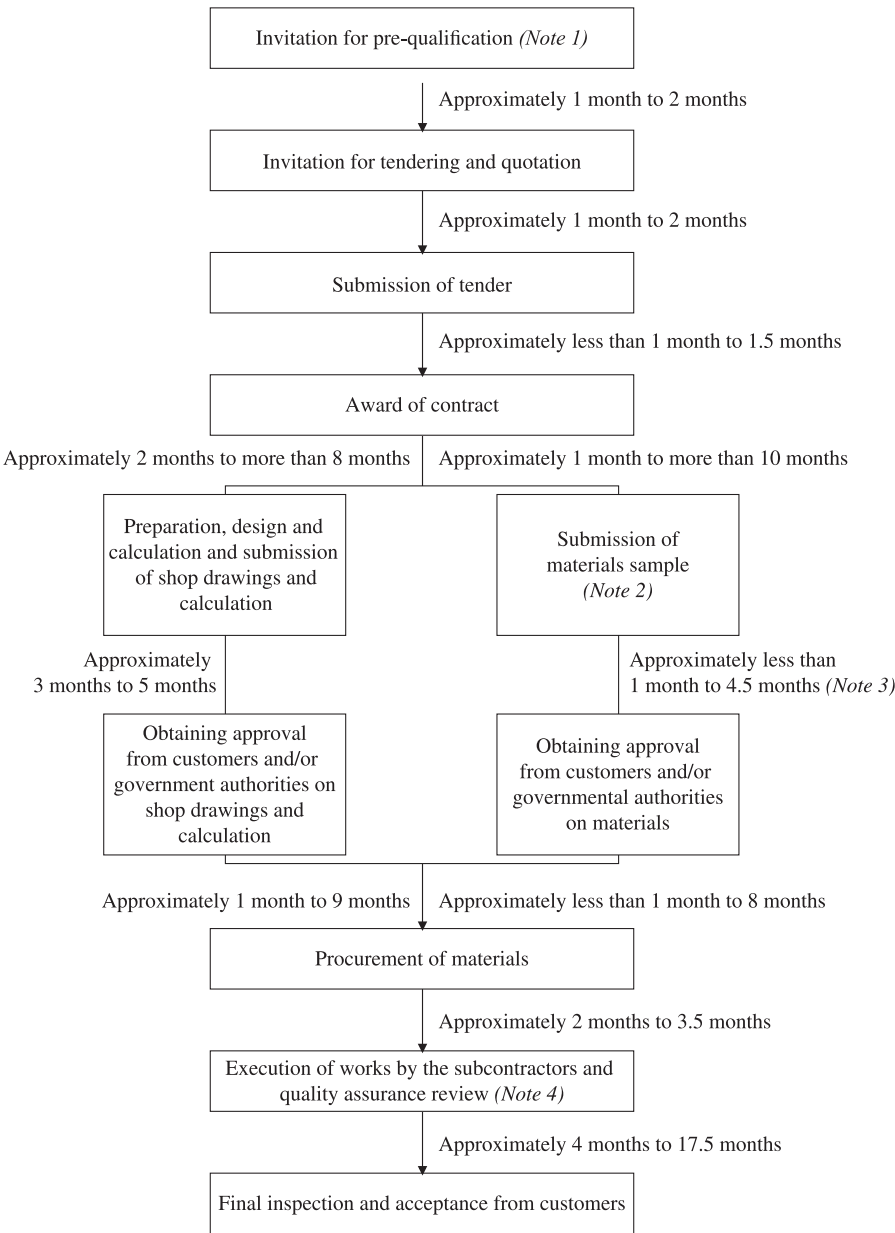 Invitation for pre-qualification (Note 1)
Approximately 1 month to 2 months
Invitation for tendering and quotation
Approximately 1 month to 2 months
Submission of tender
Approximately less than 1 month to 1.5 months
Award of contract
Approximately 2 months to more than 8 months
Approximately 1 month to more than 10 months
Preparation, design and
calculation and submission
of shop drawings and
calculation
Submission of
materials sample
(Note 2)
Approximately
3 months to 5 months
Approximately less than
1 month to 4.5 months (Note 3)
Obtaining approval
from customers and/or
government authorities on
shop drawings and
calculation
Obtaining approval
from customers and/or
governmental authorities
on materials
Approximately 1 month to 9 months
Approximately less than 1 month to 8 months
Procurement of materials
Approximately 2 months to 3.5 months
Execution of works by the subcontractors and
quality assurance review (Note 4)
Approximately 4 months to 17.5 months
Final inspection and acceptance from customers